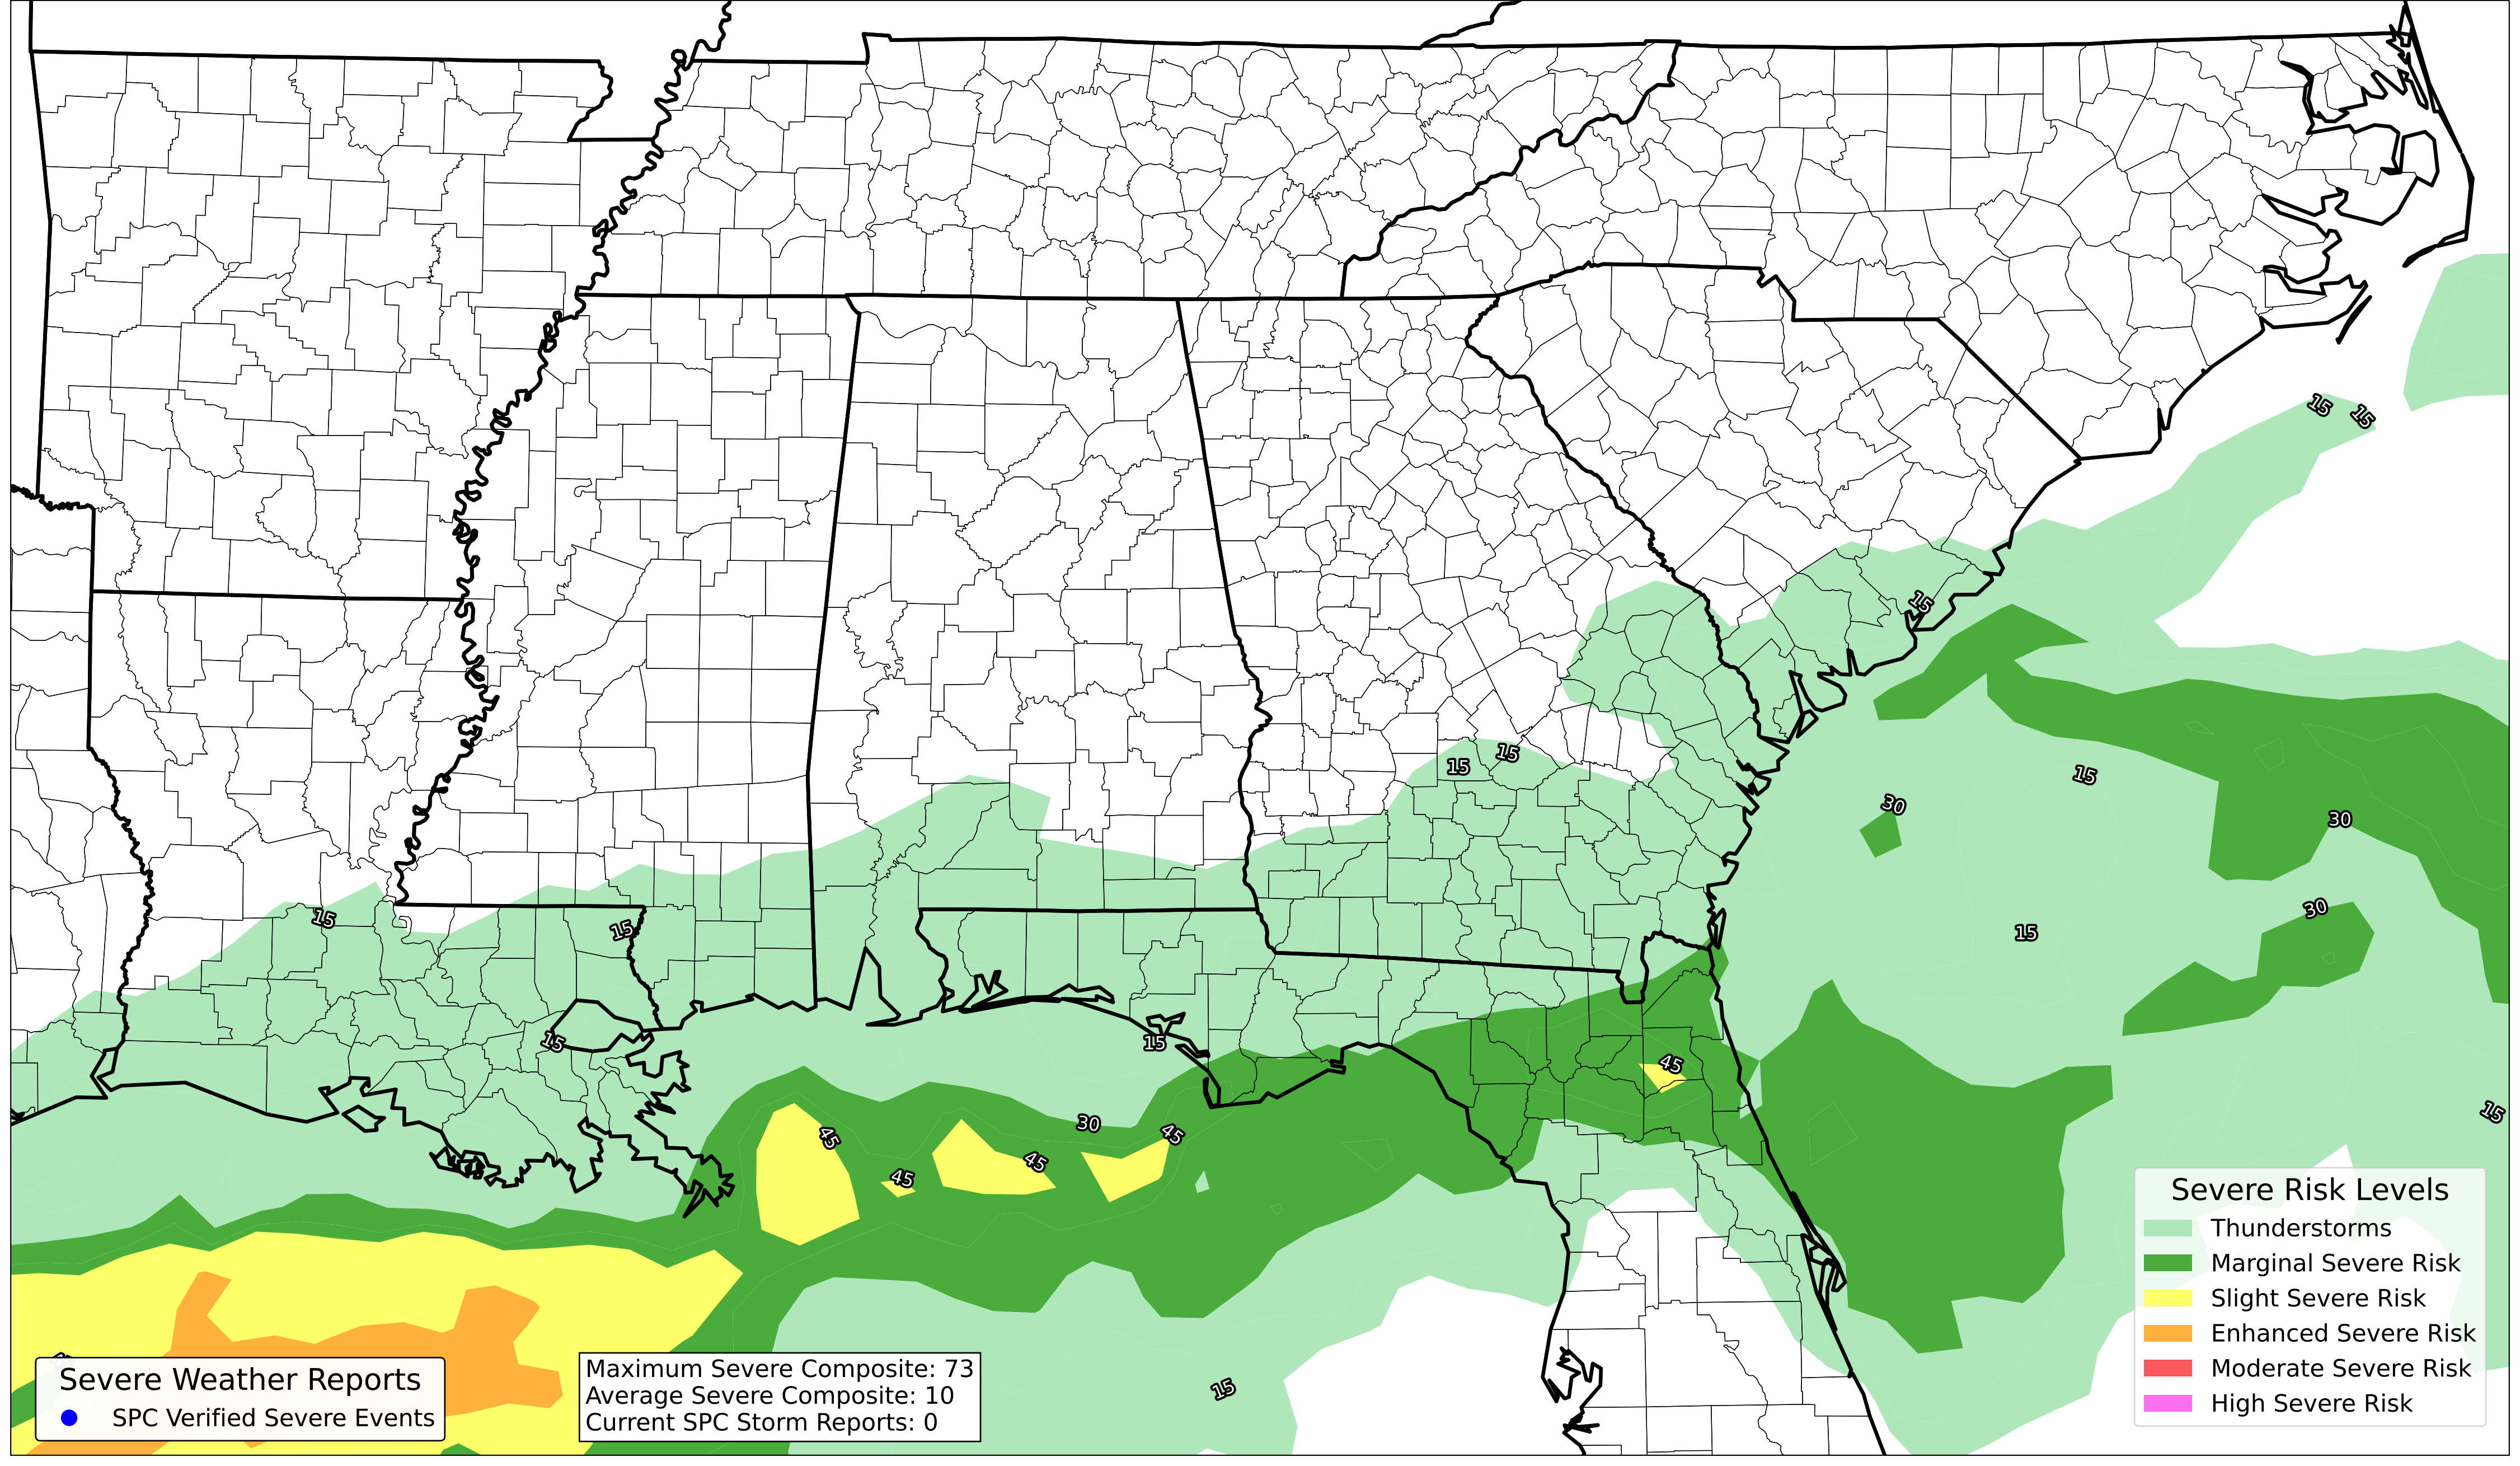 15
15
15
15
15
15
30
30
15
15
30
15
15
15
45
15
30
45
45
45
45
15
Severe Risk Levels
Thunderstorms
Marginal Severe Risk
Slight Severe Risk
Enhanced Severe Risk
Moderate Severe Risk
High Severe Risk
Severe Weather Reports
SPC Verified Severe Events
Maximum Severe Composite: 73
Average Severe Composite: 10
Current SPC Storm Reports: 0
15